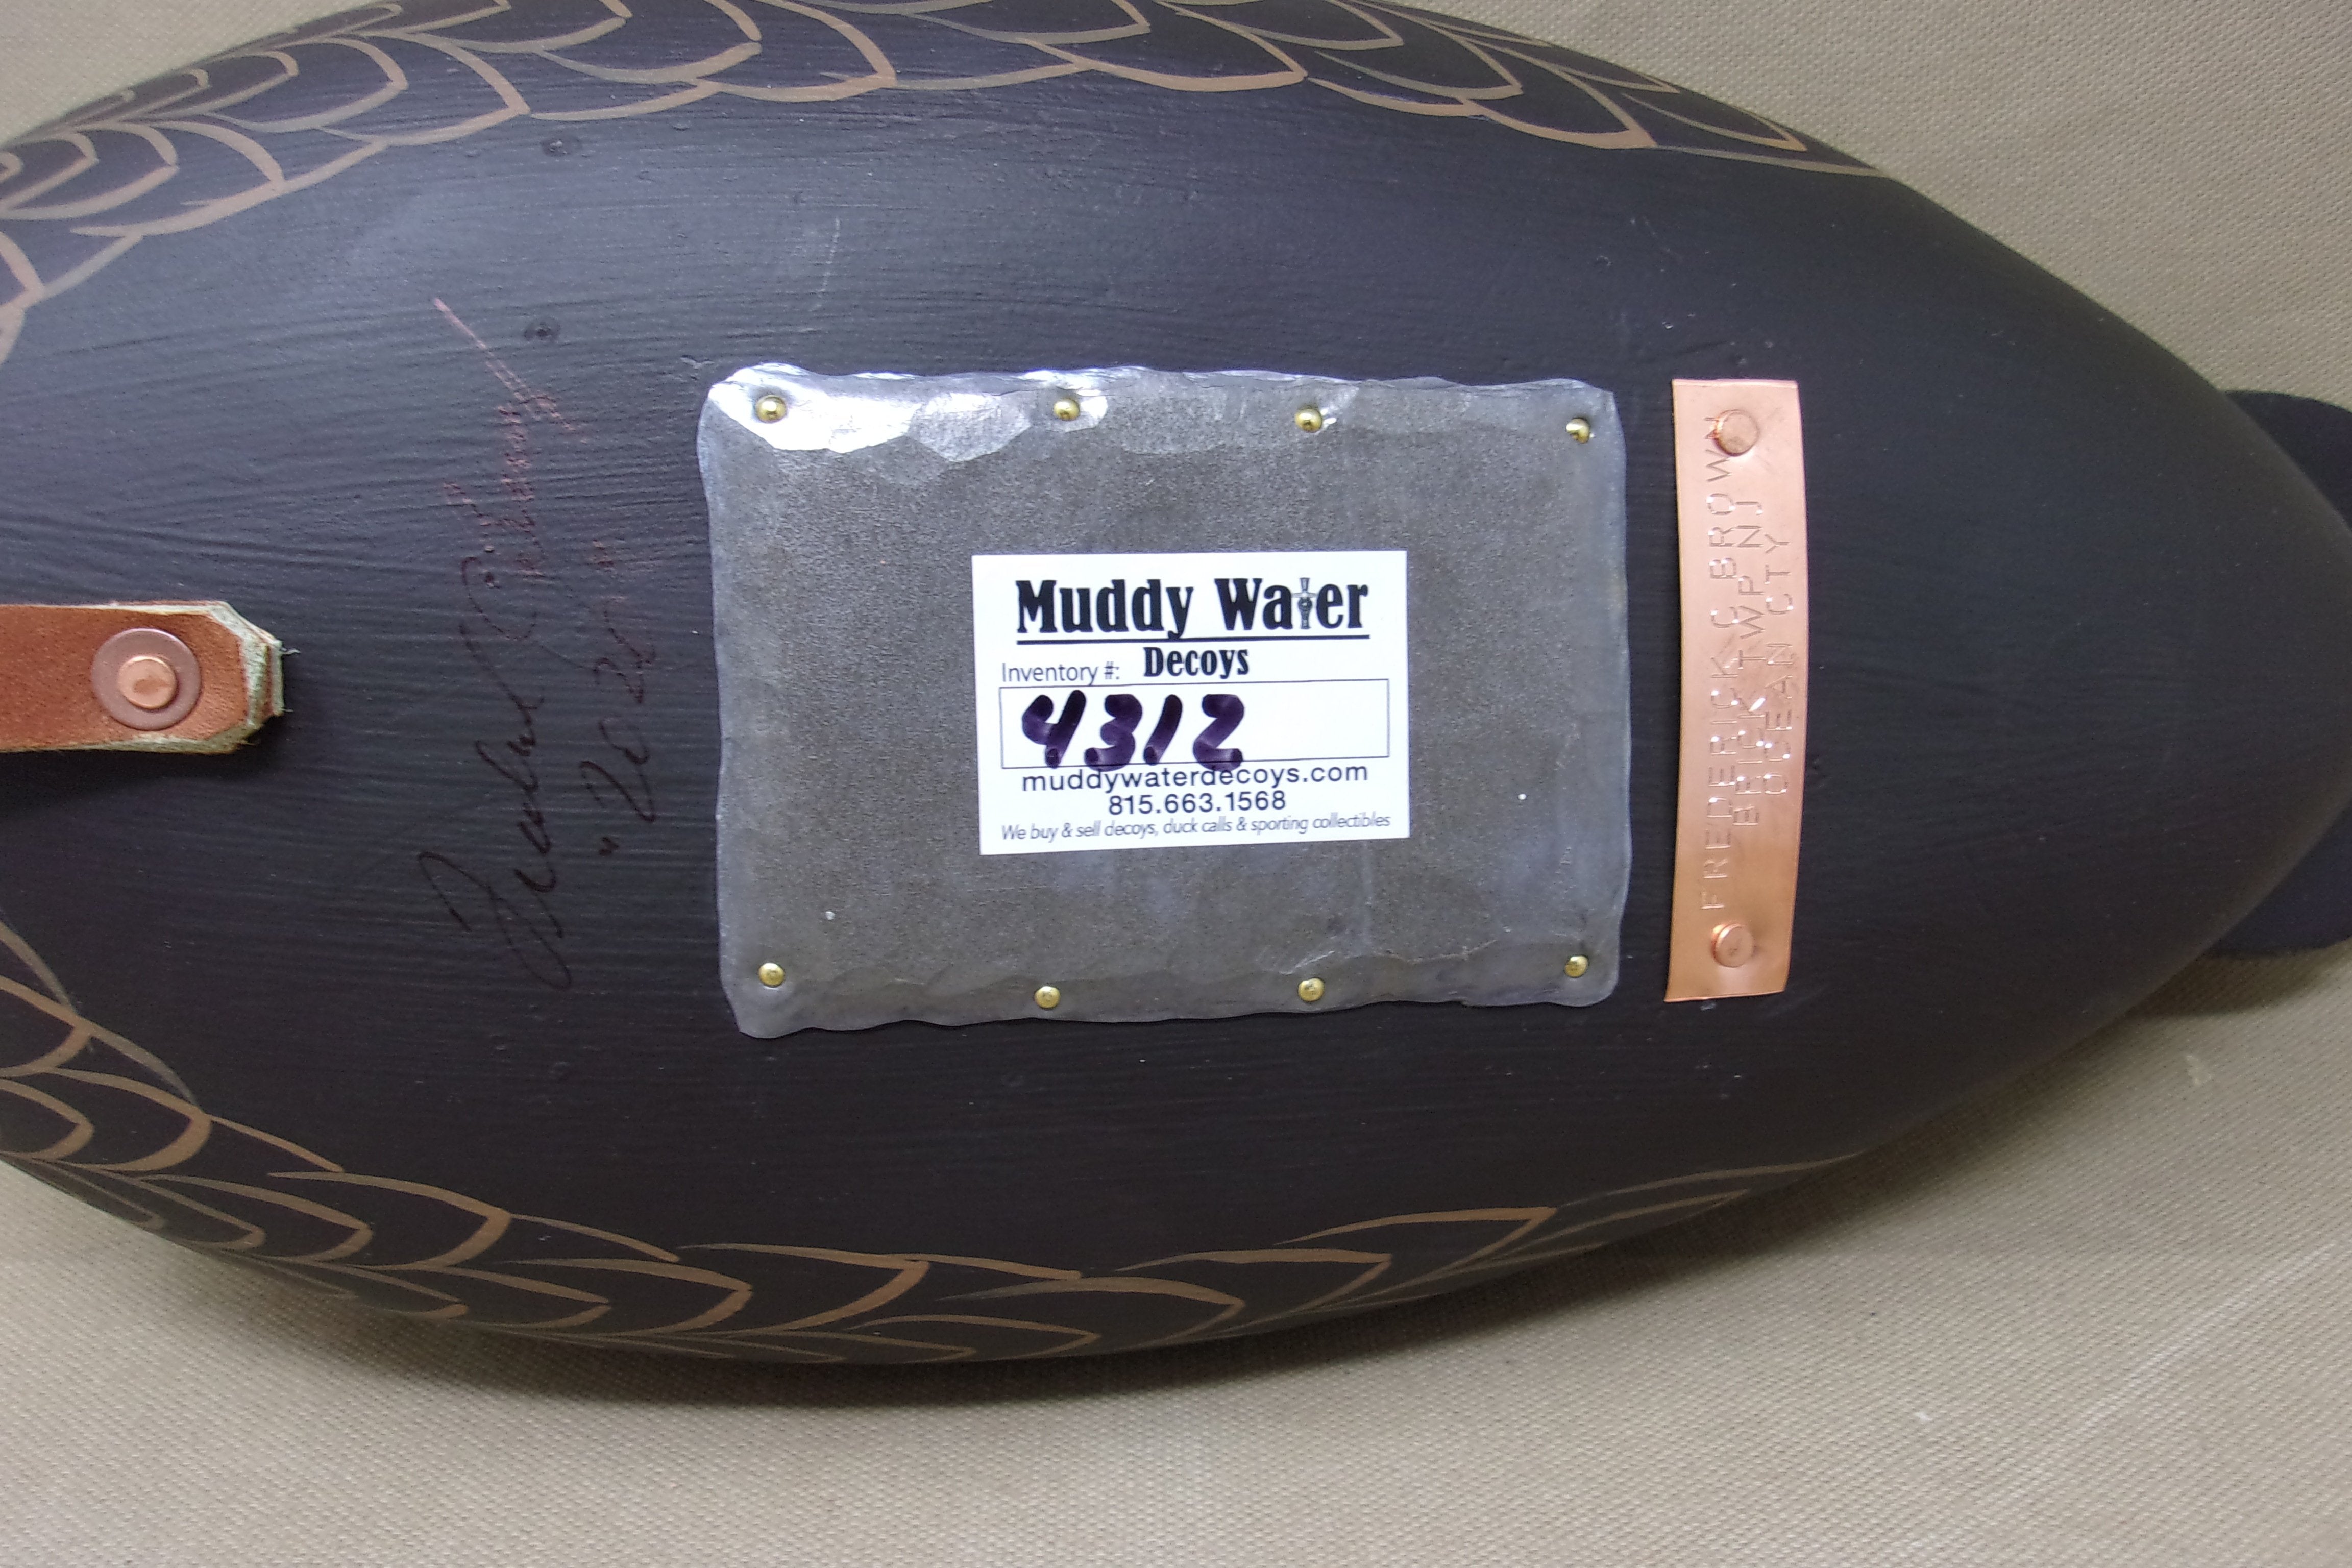 Muddy Water
Decoys
Inventory #:
4312
muddywaterdecoys.com
815.663.1568
We buy & sell decoys, duck calls & sporting collectibles
FREDERICK C BROWN
BRICK TWP NJ
OCEAN CTY